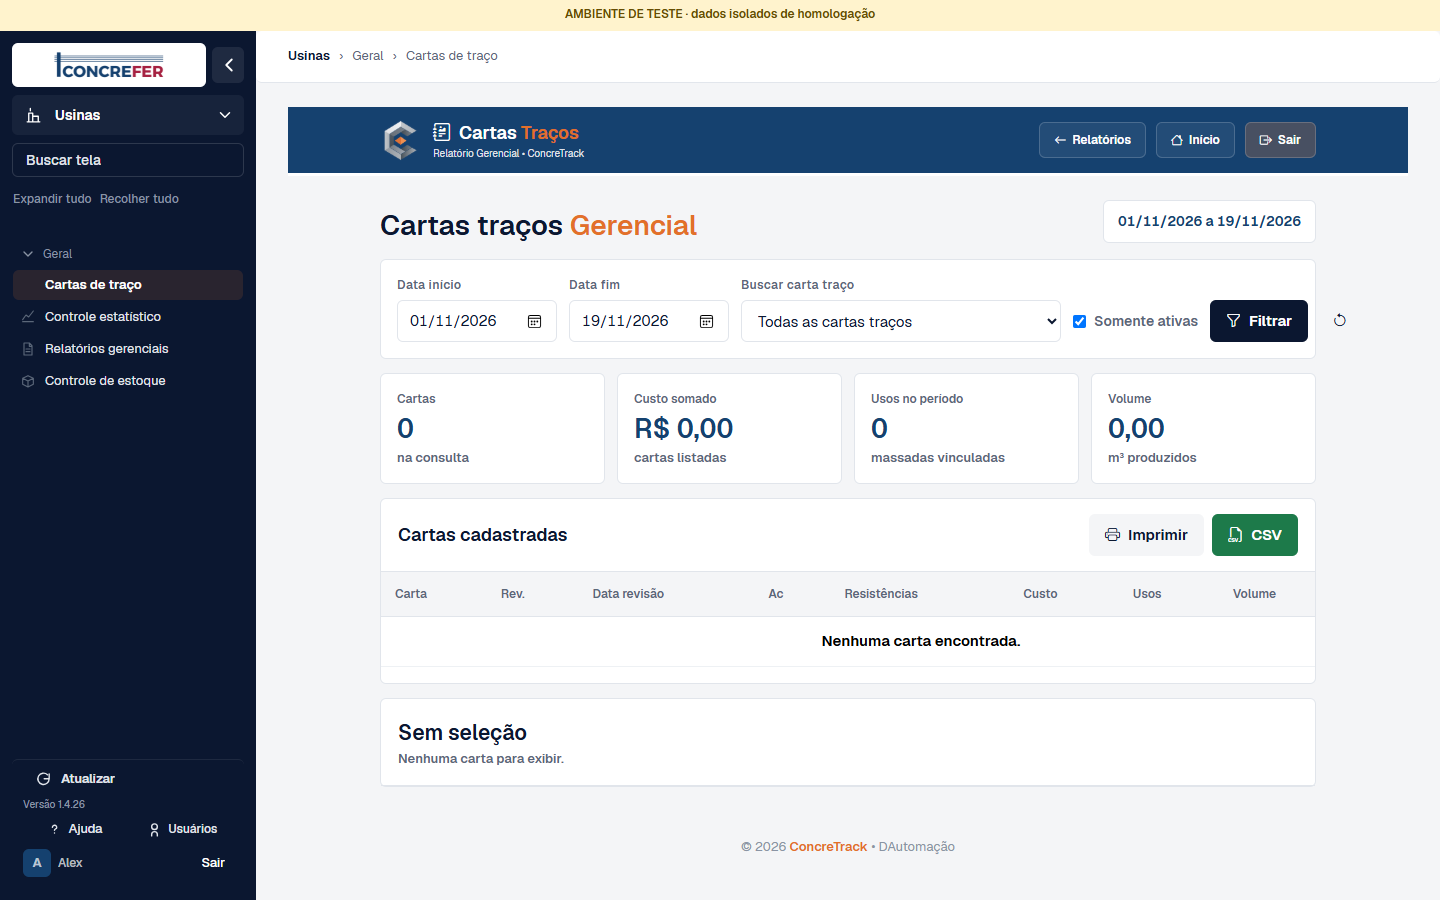 AMBIENTE DE TESTE · dados isolados de homologação
CONCREFER
Usinas
Buscar tela
Expandir tudo Recolher tudo
Geral
Cartas de traço
Controle estatístico
Relatórios gerenciais
Controle de estoque
Atualizar
Versão 1.4.26
? Ajuda Usuários
A Alex Sair
Usinas › Geral › Cartas de traço
Cartas Traços
Relatório Gerencial • ConcreTrack
← Relatórios Início Sair
Cartas traços Gerencial
01/11/2026 a 19/11/2026
Data início Data fim Buscar carta traço
01/11/2026 19/11/2026 Todas as cartas traços Somente ativas Filtrar
Cartas Custo somado Usos no periodo Volume
0 R$ 0,00 0 0,00
na consulta cartas listadas massadas vinculadas m³ produzidos
Cartas cadastradas
Imprimir CSV
Carta Rev. Data revisão Ac Resistências Custo Usos Volume
Nenhuma carta encontrada.
Sem seleção
Nenhuma carta para exibir.
© 2026 ConcreTrack • DAutomação